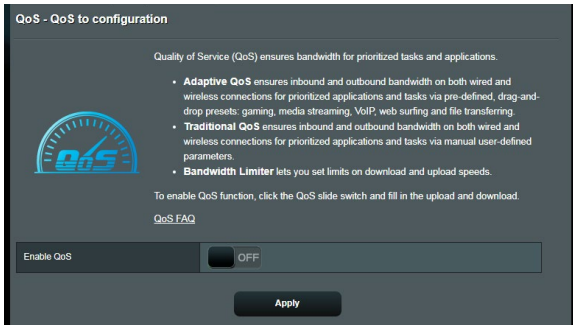 QoS - QoS to configuration
Quality of Service (QoS) ensures bandwidth for prioritized tasks and applications.
• Adaptive QoS ensures inbound and outbound bandwidth on both wired and
wireless connections for prioritized applications and tasks via pre-defined, drag-and-
drop presets: gaming, media streaming, VoIP, web surfing and file transferring.
• Traditional QoS ensures inbound and outbound bandwidth on both wired and
wireless connections for prioritized applications and tasks via manual user-defined
parameters.
• Bandwidth Limiter lets you set limits on download and upload speeds.
QoS
To enable QoS function, click the QoS slide switch and fill in the upload and download.
QoS FAQ
Enable QoS
OFF
Apply